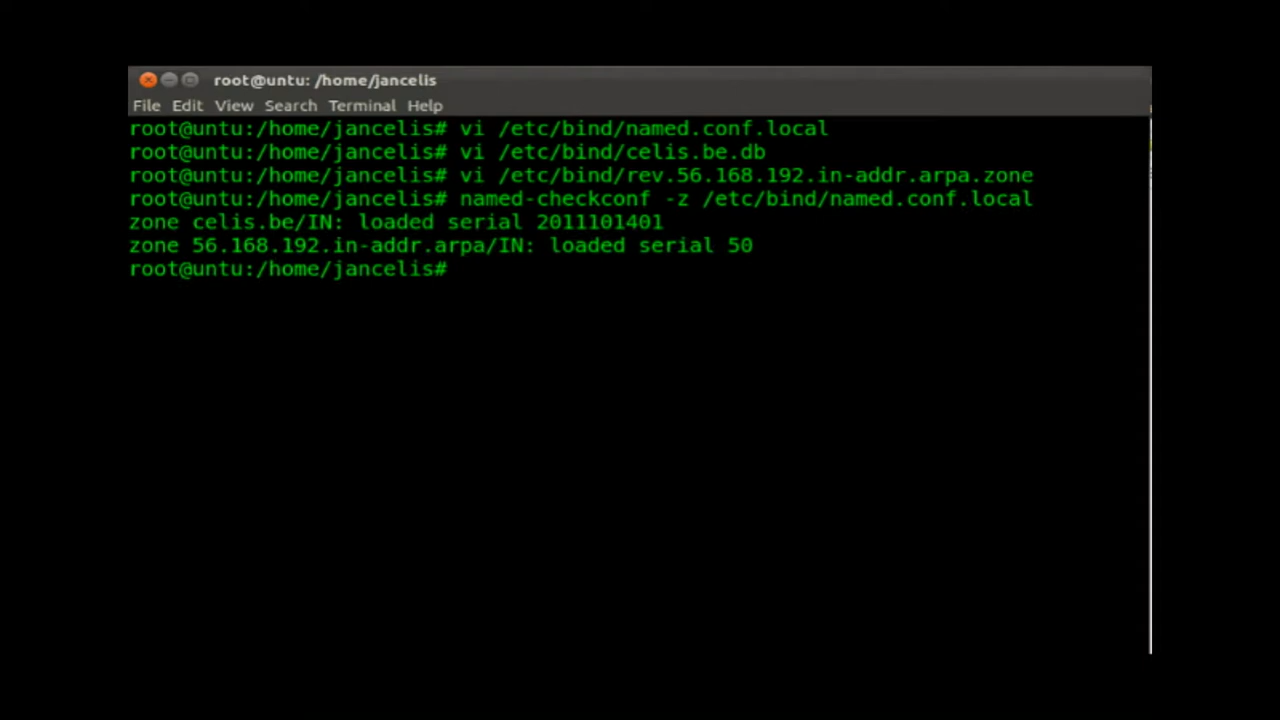 root@untu: /home/jancelis
File Edit View Search Terminal Help
root@untu:/home/jancelis# vi /etc/bind/named.conf.local
root@untu:/home/jancelis# vi /etc/bind/celis.be.db
root@untu:/home/jancelis# vi /etc/bind/rev.56.168.192.in-addr.arpa.zone
root@untu:/home/jancelis# named-checkconf -z /etc/bind/named.conf.local
zone celis.be/IN: loaded serial 2011101401
zone 56.168.192.in-addr.arpa/IN: loaded serial 50
root@untu:/home/jancelis#